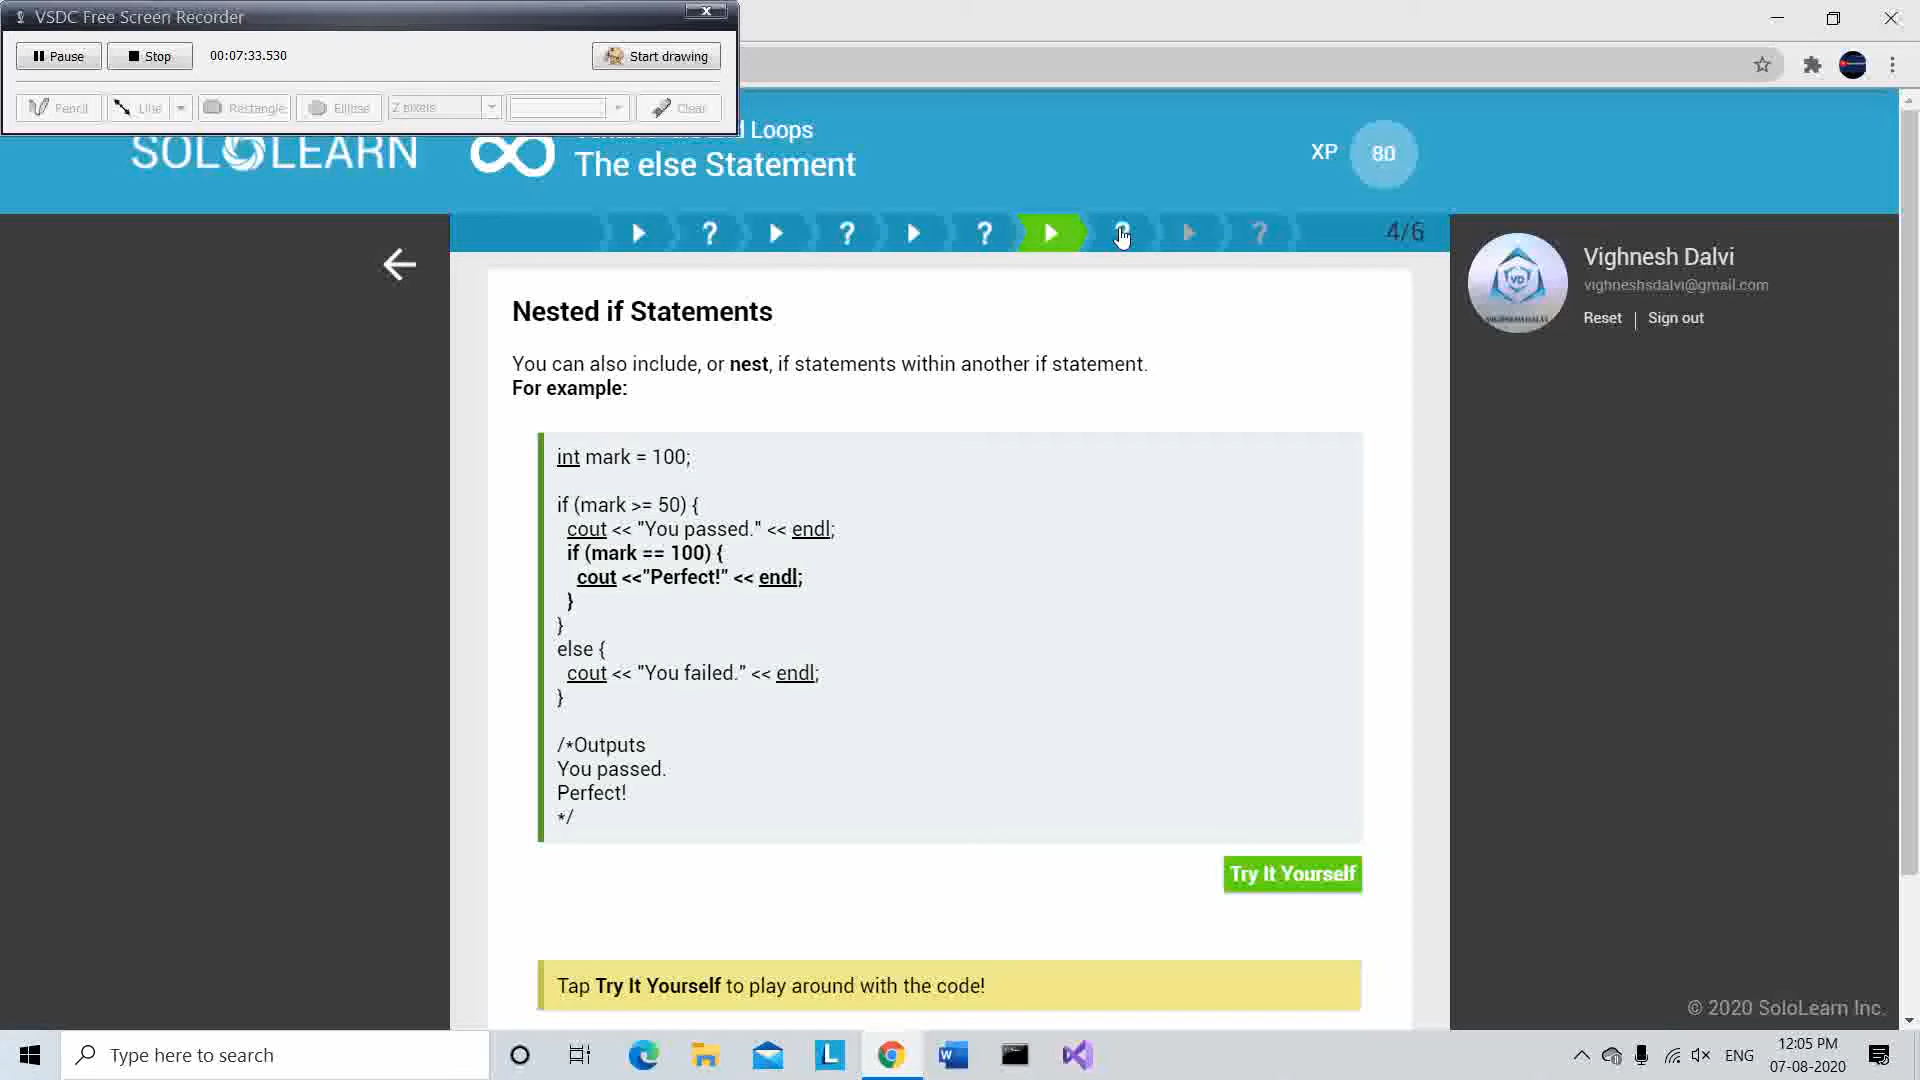 VSDC Free Screen Recorder
Pause
Stop
00:07:33.530
Start drawing
Pencil
Line
Rectangle
Ellipse
2 pixels
Clear
SOLOLEARN
Loops
The else Statement
XP
80
4/6
Vighnesh Dalvi
vighneshsdalvi@gmail.com
Reset | Sign out
Nested if Statements
You can also include, or nest, if statements within another if statement.
For example:
int mark = 100;
if (mark >= 50) {
cout << "You passed." << endl;
if (mark == 100) {
cout <<"Perfect!" << endl;
}
}
else {
cout << "You failed." << endl;
}
/*Outputs
You passed.
Perfect!
*/
Try It Yourself
Tap Try It Yourself to play around with the code!
© 2020 SoloLearn Inc.
Type here to search
ENG
12:05 PM
07-08-2020